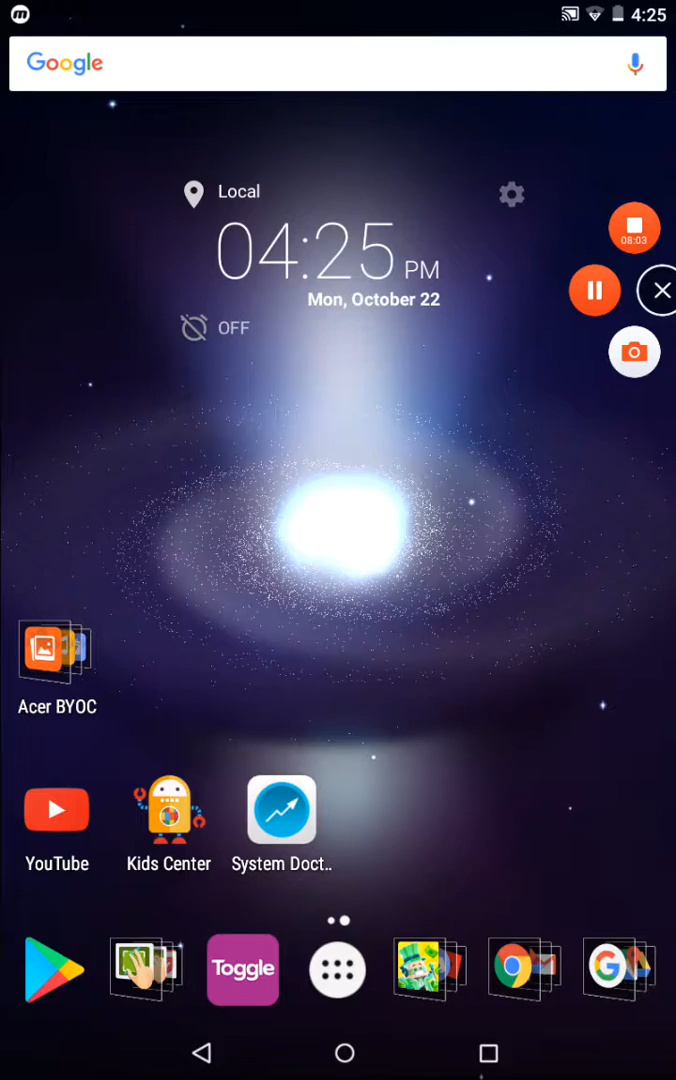 4:25
Google
Local
04:25 PM
Mon, October 22
OFF
08:03
Acer BYOC
YouTube
Kids Center
System Doct..
Toggle